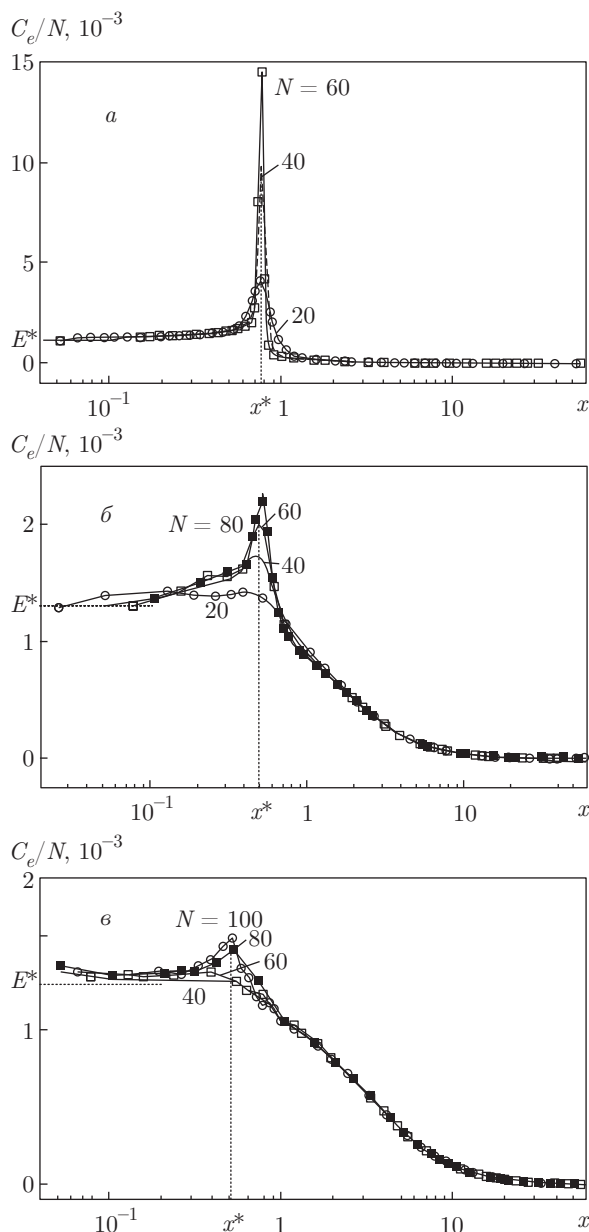 C_e/N, 10^{-3}
15
N = 60
а
40
10
5
20
E*
0
10^{-1}
x*
1
10
x
C_e/N, 10^{-3}
б
2
N = 80
60
40
E*
20
1
0
10^{-1}
x*
1
10
x
C_e/N, 10^{-3}
2
в
N = 100
80
60
E*
40
1
0
10^{-1}
x*
1
10
x